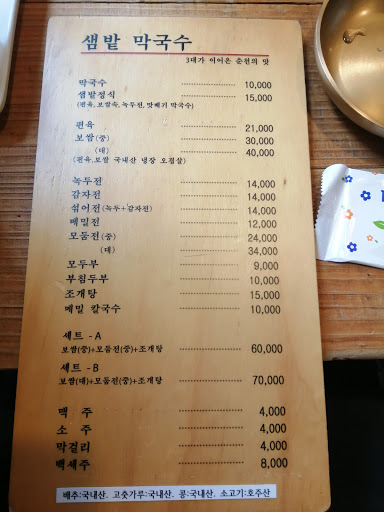 샘밭 막국수
3대가 이어온 춘천의 맛
막국수 10,000
샘밭정식 15,000
(편육,보쌈속,녹두전,맛배기 막국수)
편육 21,000
보쌈(중) 30,000
(대) 40,000
(편육,보쌈 국내산 냉장 오겹살)
녹두전 14,000
감자전 14,000
섞어전(녹두+감자전) 14,000
메밀전 12,000
모둠전(중) 24,000
(대) 34,000
모두부 9,000
부침두부 10,000
조개탕 15,000
메밀 칼국수 10,000
세트 -A
보쌈(중)+모둠전(중)+조개탕 60,000
세트 -B
보쌈(대)+모둠전(중)+조개탕 70,000
맥 주 4,000
소 주 4,000
막걸리 4,000
백세주 8,000
배추:국내산. 고춧가루:국내산. 콩:국내산. 소고기:호주산